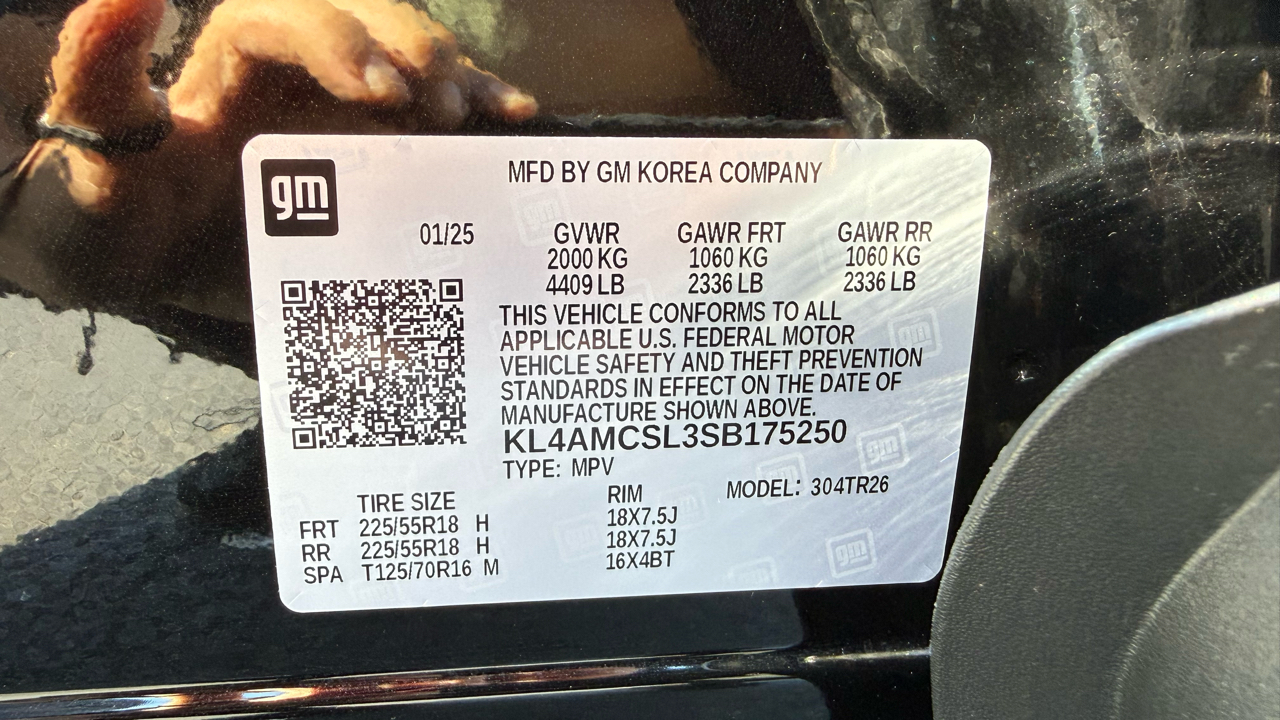 gm
MFD BY GM KOREA COMPANY
01/25 GVWR GAWR FRT GAWR RR
2000 KG 1060 KG 1060 KG
4409 LB 2336 LB 2336 LB
THIS VEHICLE CONFORMS TO ALL
APPLICABLE U.S. FEDERAL MOTOR
VEHICLE SAFETY AND THEFT PREVENTION
STANDARDS IN EFFECT ON THE DATE OF
MANUFACTURE SHOWN ABOVE.
KL4AMCSL3SB175250
TYPE: MPV
TIRE SIZE RIM MODEL: 304TR26
FRT 225/55R18 H 18X7.5J
RR 225/55R18 H 18X7.5J
SPA T125/70R16 M 16X4BT